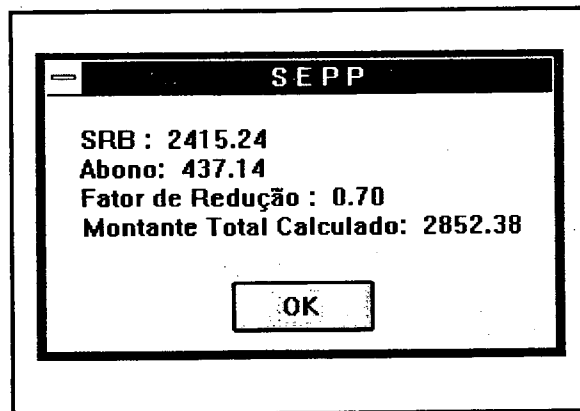 SEPP
SRB : 2415.24
Abono: 437.14
Fator de Redução : 0.70
Montante Total Calculado: 2852.38
OK